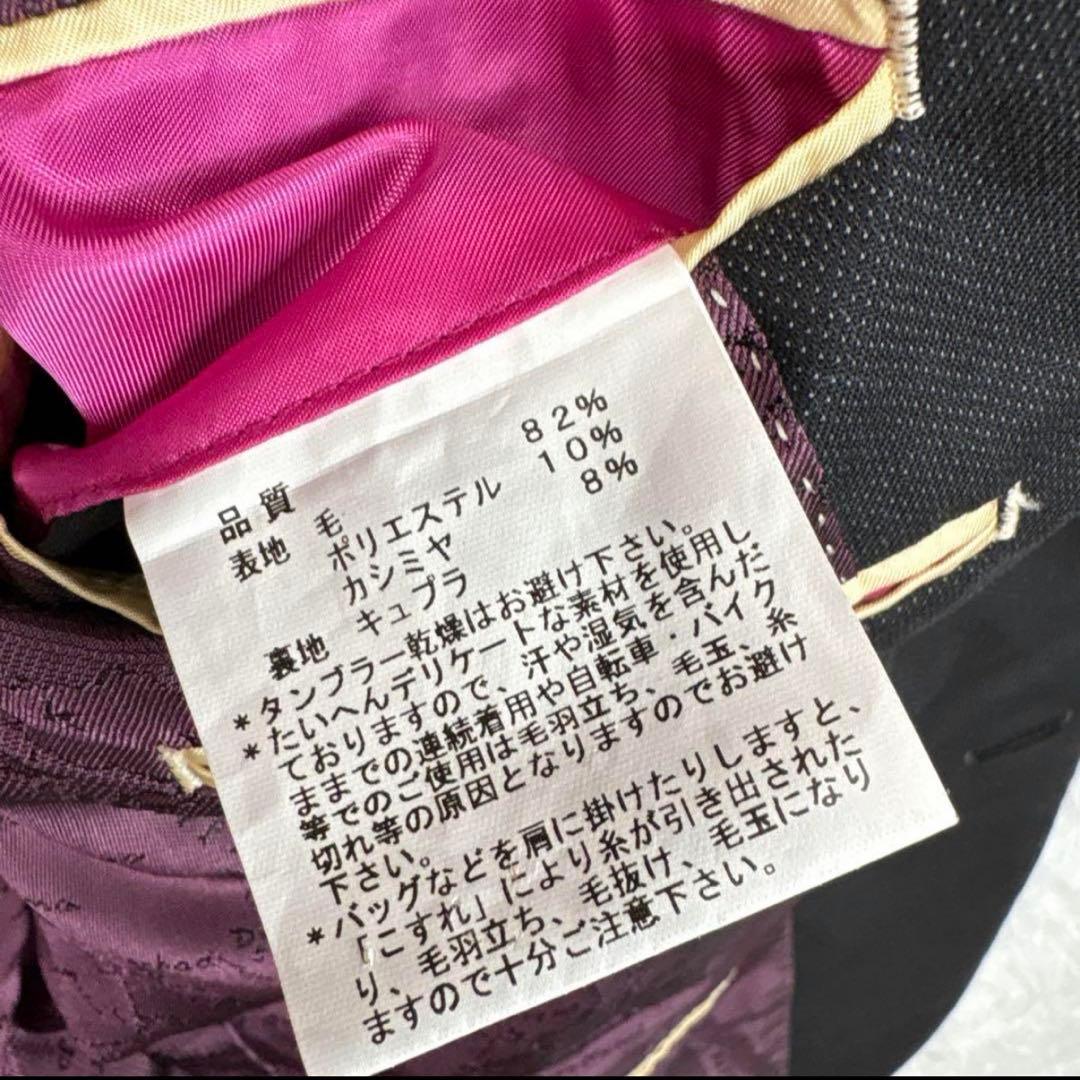 品質
表地 毛 82%
ポリエステル 10%
カシミヤ 8%
裏地 キュプラ
*タンブラー乾燥はお避け下さい。
*たいへんデリケートな素材を使用し
ておりますので、汗や湿気を含んだ
ままでの連続着用や自転車・バイク
等でのご使用は毛羽立ち、毛玉、糸
切れ等の原因となりますのでお避け
下さい。
*バッグなどを肩に掛けたりしますと、
「こすれ」により糸が引き出された
り、毛羽立ち、毛抜け、毛玉になり
ますので十分ご注意下さい。